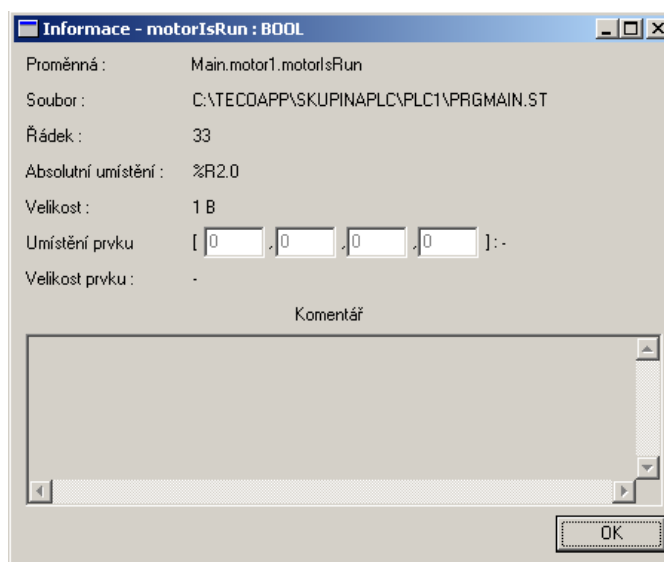 Informace - motorIsRun : BOOL
Proměnná : Main.motor1.motorIsRun
Soubor : C:\TECOAPP\SKUPINAPLC\PLC1\PRGMAIN.ST
Řádek : 33
Absolutní umístění : %R2.0
Velikost : 1 B
Umístění prvku [ 0 , 0 , 0 , 0 ] : -
Velikost prvku : -
Komentář
OK